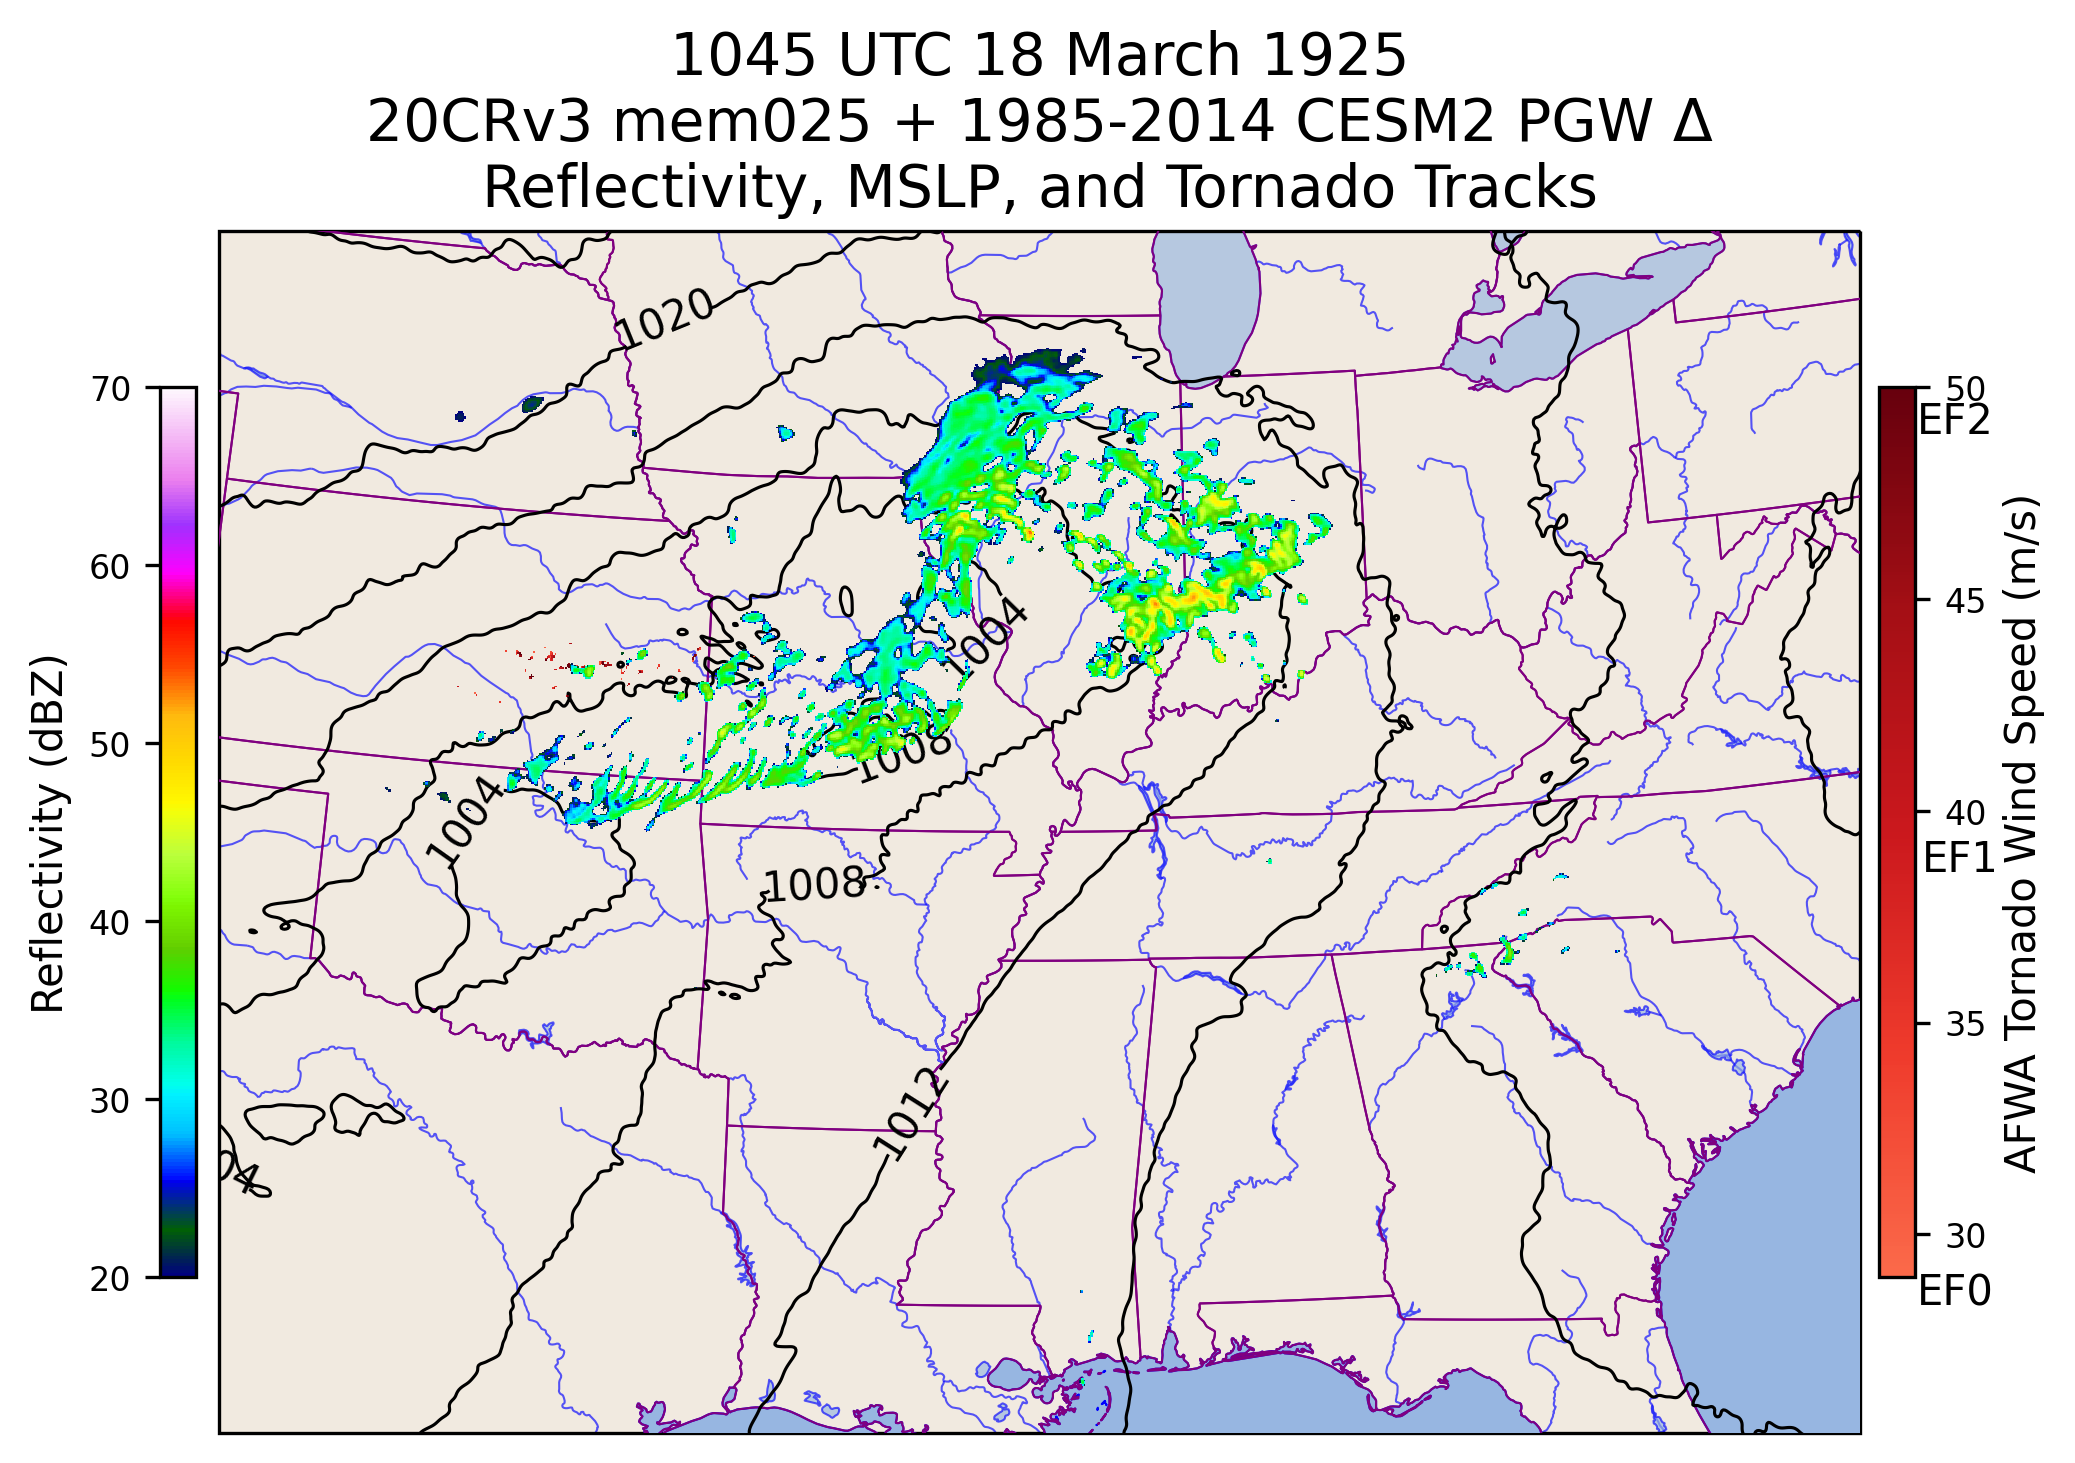 1045 UTC 18 March 1925
20CRv3 mem025 + 1985-2014 CESM2 PGW Δ
Reflectivity, MSLP, and Tornado Tracks
Reflectivity (dBZ)
70
60
50
40
30
20
1020
1004
1008
1004
1008
1012
04
50
EF2
45
40
EF1
35
30
EF0
AFWA Tornado Wind Speed (m/s)